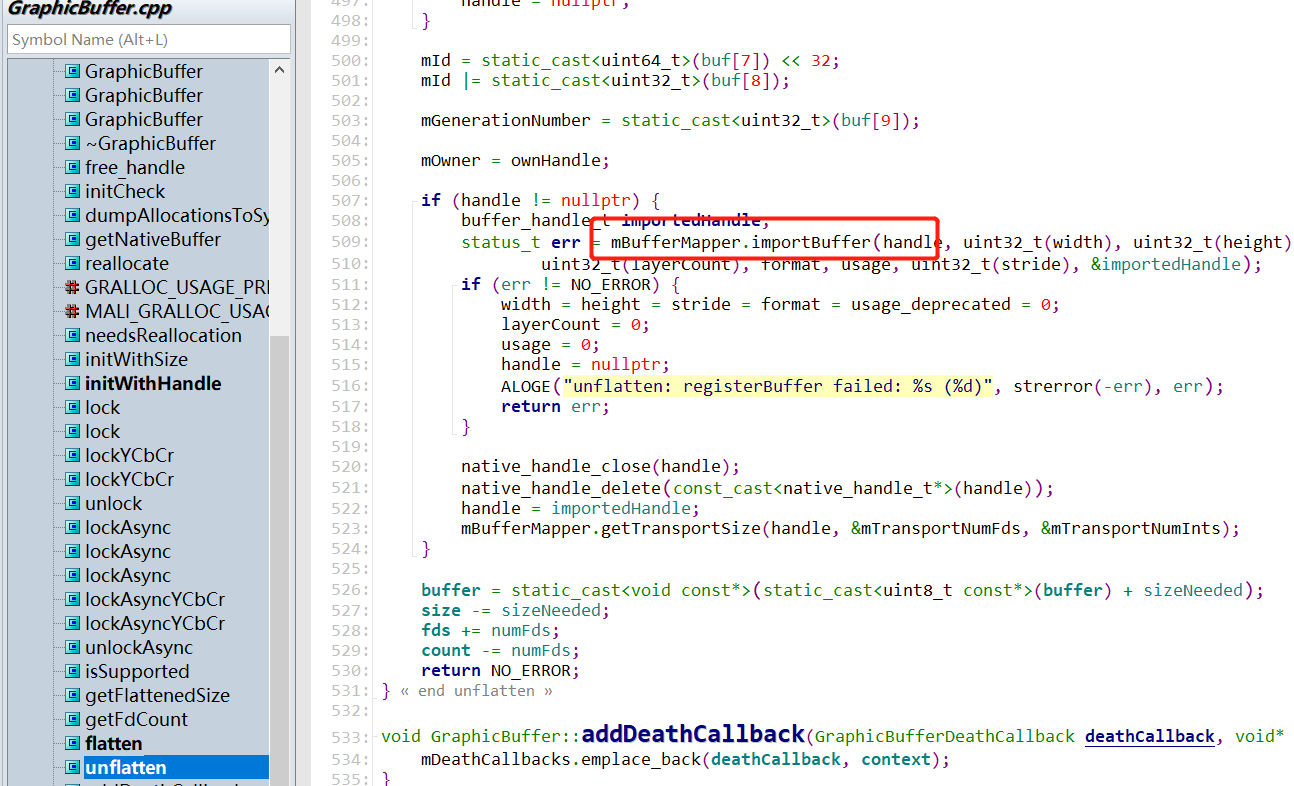 GraphicBuffer.cpp
Symbol Name (Alt+L)
GraphicBuffer
GraphicBuffer
GraphicBuffer
~GraphicBuffer
free_handle
initCheck
dumpAllocationsToSy
getNativeBuffer
reallocate
GRALLOC_USAGE_PRI
MALI_GRALLOC_USAG
needsReallocation
initWithSize
initWithHandle
lock
lock
lockYCbCr
lockYCbCr
unlock
lockAsync
lockAsync
lockAsync
lockAsyncYCbCr
lockAsyncYCbCr
unlockAsync
isSupported
getFlattenedSize
getFdCount
flatten
unflatten
497: handle = nullptr;
498: }
499:
500: mId = static_cast<uint64_t>(buf[7]) << 32;
501: mId |= static_cast<uint32_t>(buf[8]);
502:
503: mGenerationNumber = static_cast<uint32_t>(buf[9]);
504:
505: mOwner = ownHandle;
506:
507: if (handle != nullptr) {
508: buffer_handle_t importedHandle;
509: status_t err = mBufferMapper.importBuffer(handle, uint32_t(width), uint32_t(height)
510: uint32_t(layerCount), format, usage, uint32_t(stride), &importedHandle);
511: if (err != NO_ERROR) {
512: width = height = stride = format = usage_deprecated = 0;
513: layerCount = 0;
514: usage = 0;
515: handle = nullptr;
516: ALOGE("unflatten: registerBuffer failed: %s (%d)", strerror(-err), err);
517: return err;
518: }
519:
520: native_handle_close(handle);
521: native_handle_delete(const_cast<native_handle_t*>(handle));
522: handle = importedHandle;
523: mBufferMapper.getTransportSize(handle, &mTransportNumFds, &mTransportNumInts);
524: }
525:
526: buffer = static_cast<void const*>(static_cast<uint8_t const*>(buffer) + sizeNeeded);
527: size -= sizeNeeded;
528: fds += numFds;
529: count -= numFds;
530: return NO_ERROR;
531: } « end unflatten »
532:
533: void GraphicBuffer::addDeathCallback(GraphicBufferDeathCallback deathCallback, void*
534: mDeathCallbacks.emplace_back(deathCallback, context);
535: }